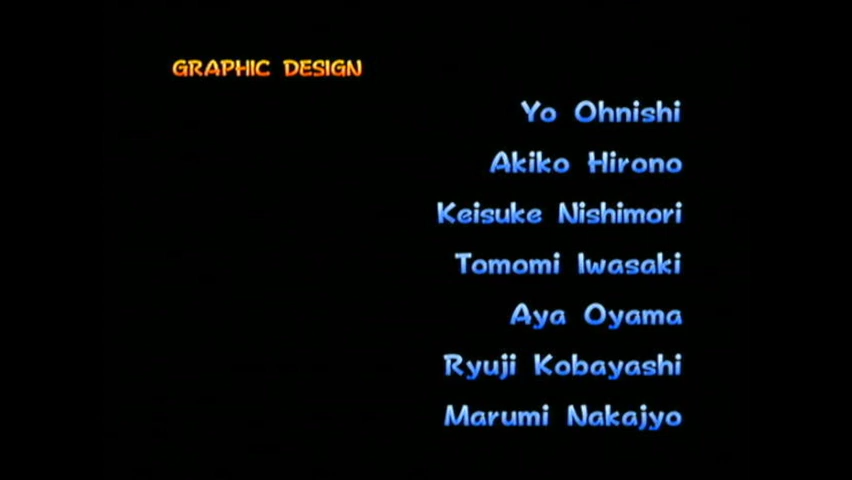 GRAPHIC DESIGN
Yo Ohnishi
Akiko Hirono
Keisuke Nishimori
Tomomi Iwasaki
Aya Oyama
Ryuji Kobayashi
Marumi Nakajyo